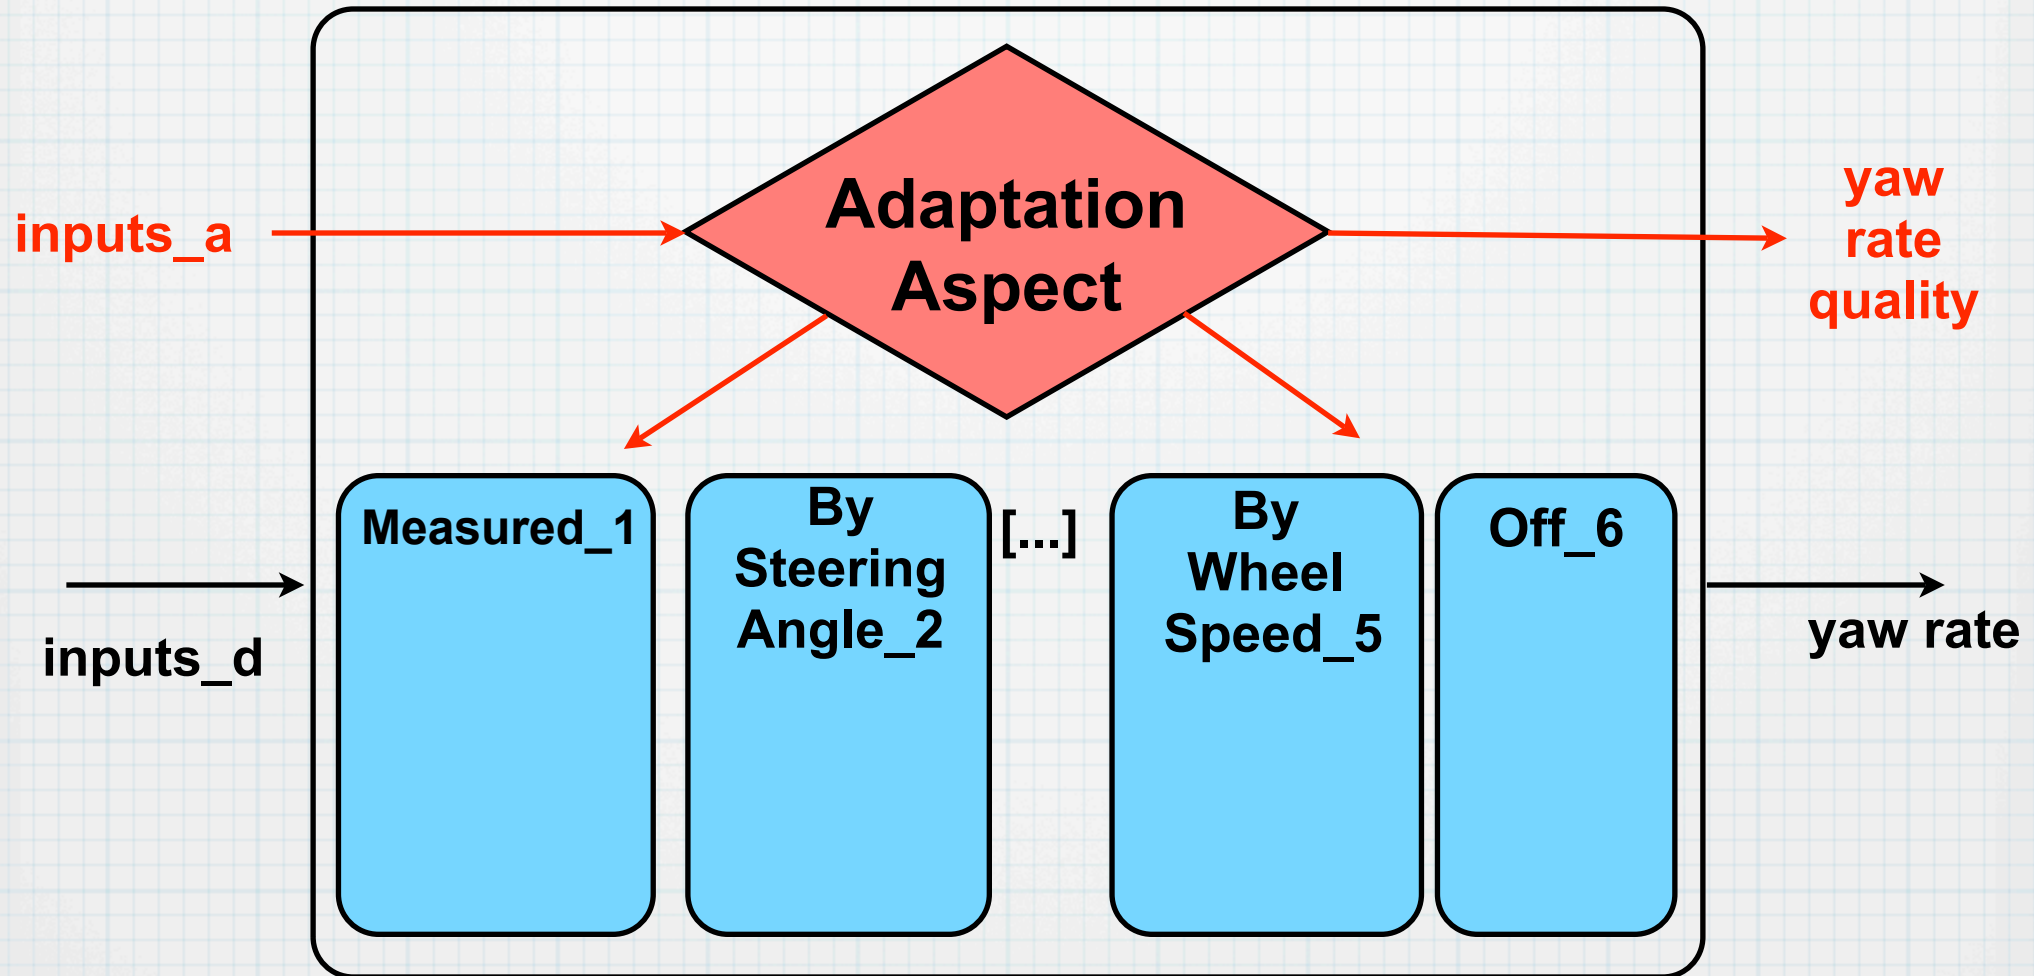 Adaptation
Aspect
inputs_a
yaw
rate
quality
Measured_1
By
Steering
Angle_2
[...]
By
Wheel
Speed_5
Off_6
inputs_d
yaw rate